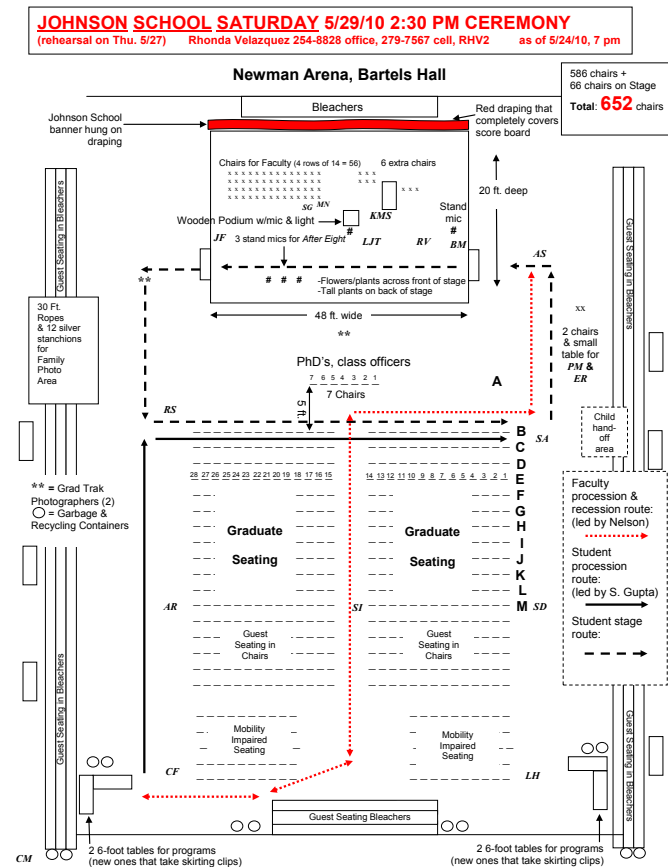 JOHNSON SCHOOL SATURDAY 5/29/10 2:30 PM CEREMONY
(rehearsal on Thu. 5/27) Rhonda Velazquez 254-8828 office, 279-7567 cell, RHV2 as of 5/24/10, 7 pm
Newman Arena, Bartels Hall
586 chairs +
66 chairs on Stage
Total: 652 chairs
Bleachers
Johnson School
banner hung on
draping
Red draping that
completely covers
score board
Chairs for Faculty (4 rows of 14 = 56)
6 extra chairs
x x x x x x x x x x x x x x
x x x x x x x x x x x x x x
x x x x x x x x x x x x x x
x x x x x x x x x x x x x x
x x x
x x x
x x x
SG MN
KMS
Stand
mic
#
Wooden Podium w/mic & light
#
JF
LJT
RV
BM
3 stand mics for After Eight
# # #
-Flowers/plants across front of stage
-Tall plants on back of stage
20 ft. deep
48 ft. wide
**
**
AS
xx
2 chairs
& small
table for
PM &
ER
Guest Seating in Bleachers
Guest Seating in Bleachers
30 Ft.
Ropes
& 12 silver
stanchions
for
Family
Photo
Area
PhD's, class officers
7 6 5 4 3 2 1
7 Chairs
5 ft.
A
RS
SA
Child
hand-
off
area
B
C
D
E
F
G
H
I
J
K
L
M
28 27 26 25 24 23 22 21 20 19 18 17 16 15
14 13 12 11 10 9 8 7 6 5 4 3 2 1
** = Grad Trak
Photographers (2)
= Garbage &
Recycling Containers
Graduate
Seating
Graduate
Seating
AR
SI
SD
Faculty
procession &
recession route:
(led by Nelson)
Student
procession
route:
(led by S. Gupta)
Student stage
route:
Guest
Seating in
Chairs
Guest
Seating in
Chairs
Guest Seating in Bleachers
Guest Seating in Bleachers
Mobility
Impaired
Seating
Mobility
Impaired
Seating
CF
LH
Guest Seating Bleachers
CM
2 6-foot tables for programs
(new ones that take skirting clips)
2 6-foot tables for programs
(new ones that take skirting clips)